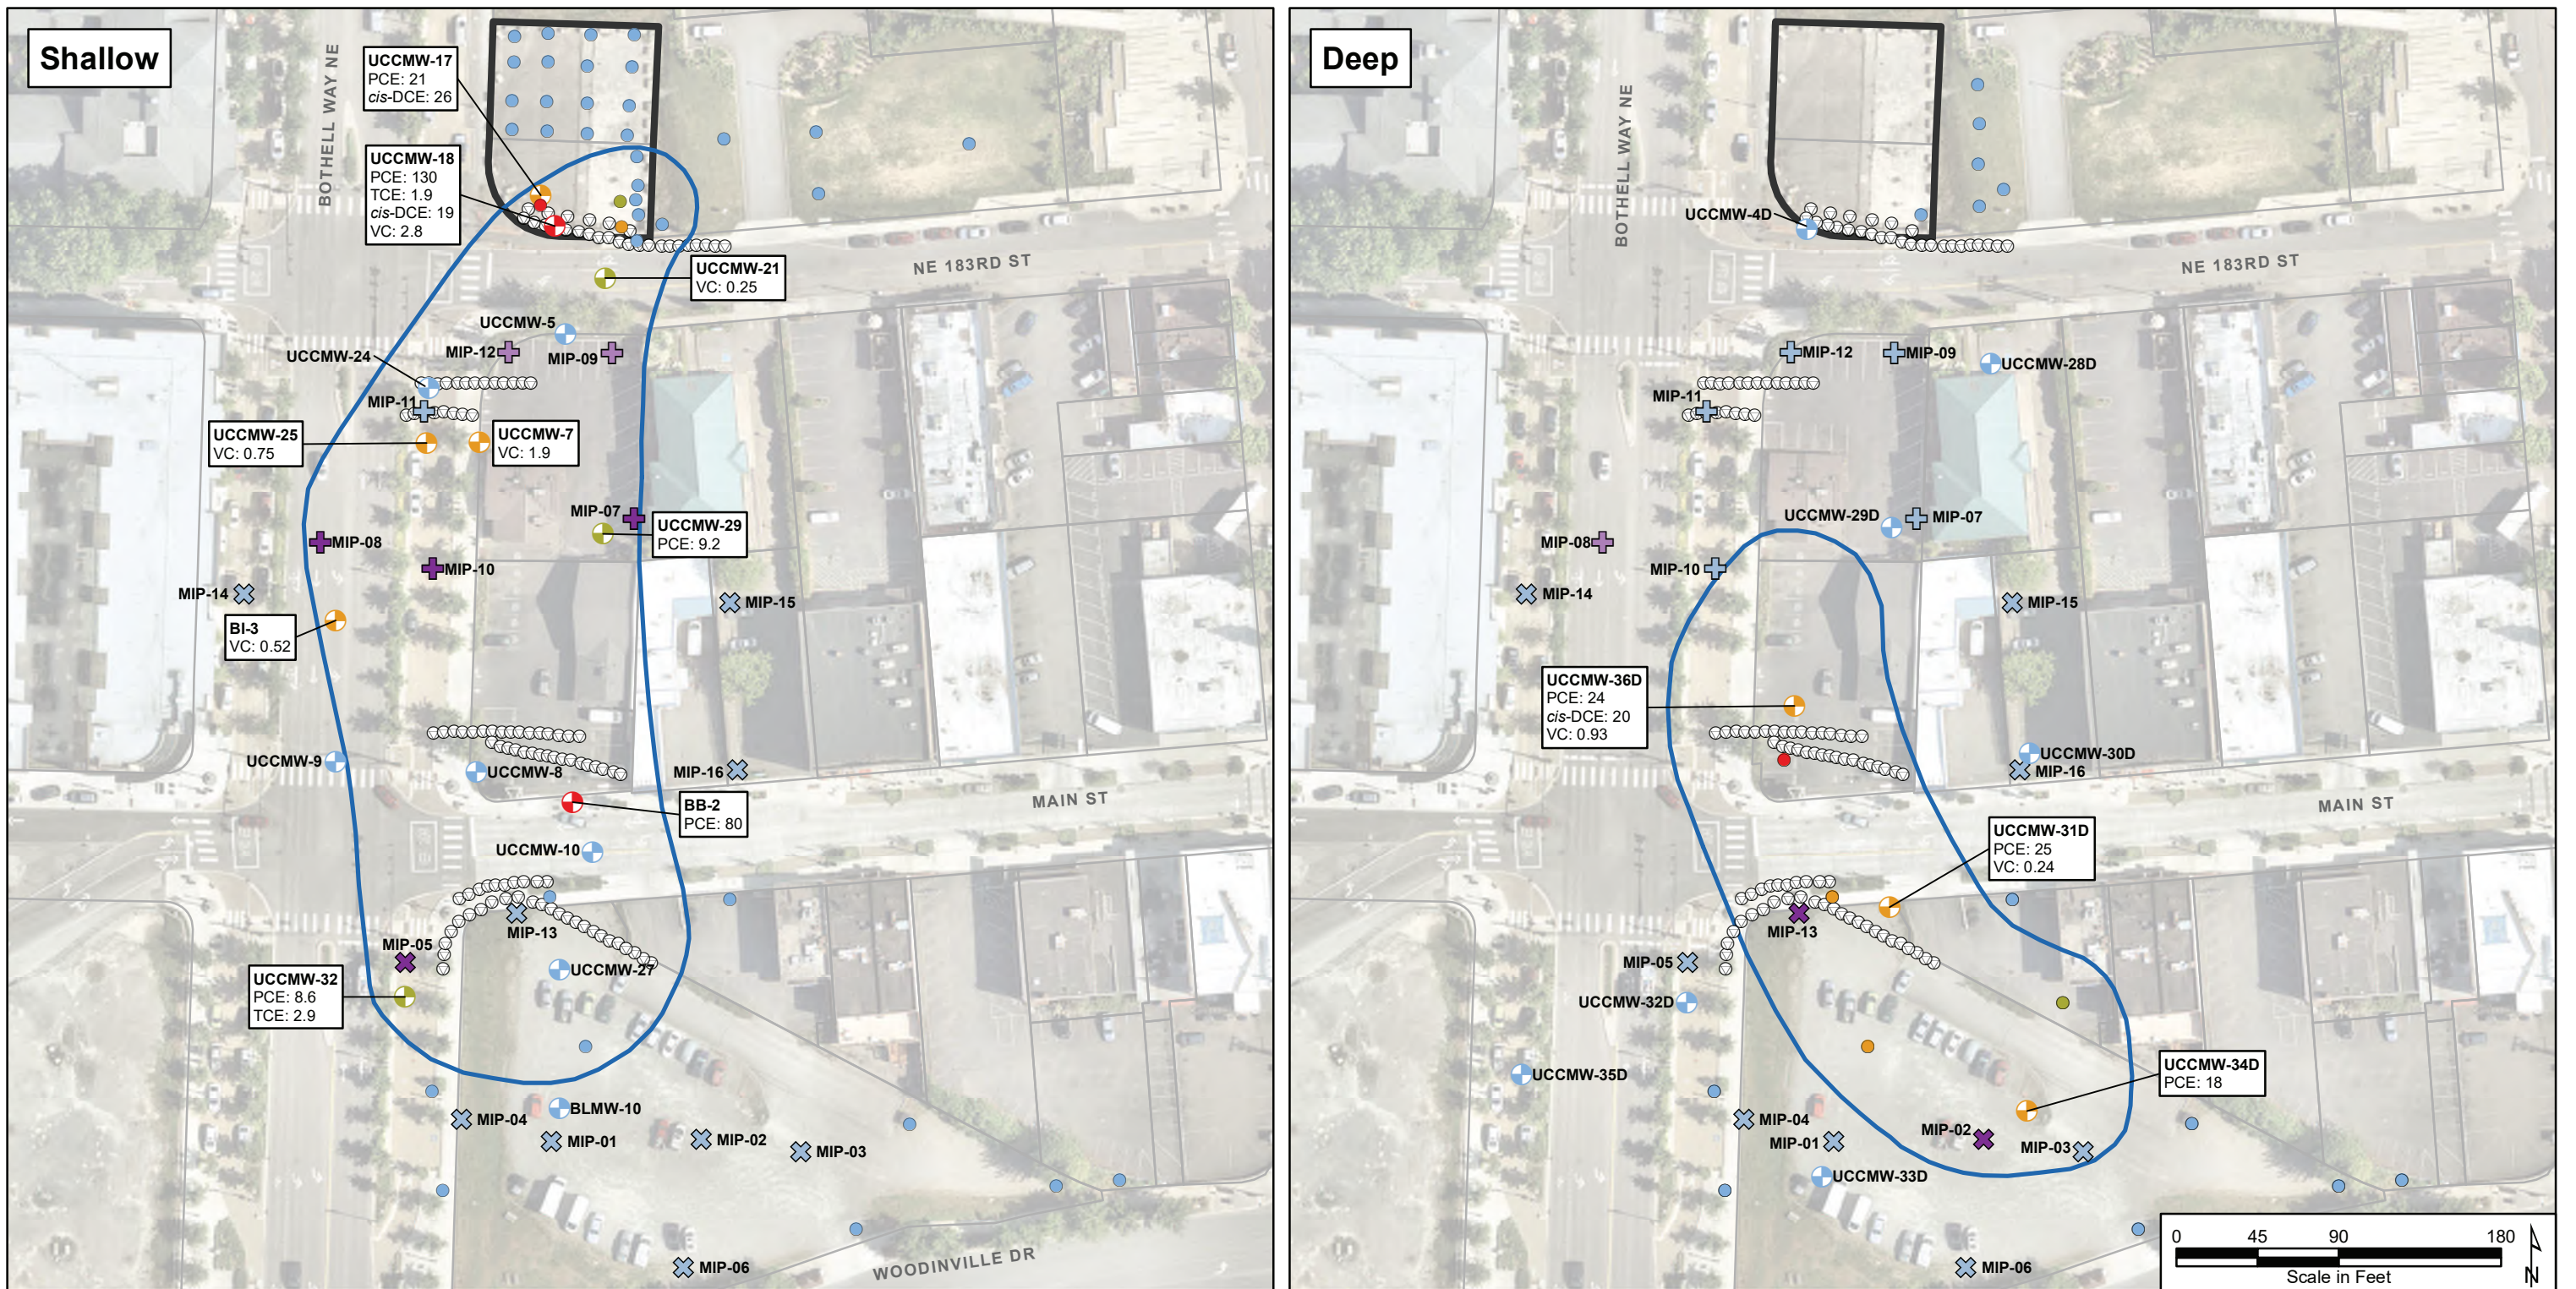 Shallow
BOTHELL WAY NE
UCCMW-17
PCE: 21
cis-DCE: 26
UCCMW-18
PCE: 130
TCE: 1.9
cis-DCE: 19
VC: 2.8
NE 183RD ST
UCCMW-21
VC: 0.25
UCCMW-5
UCCMW-24
MIP-12
MIP-09
MIP-11
UCCMW-25
VC: 0.75
UCCMW-7
VC: 1.9
MIP-07
UCCMW-29
PCE: 9.2
MIP-08
MIP-10
MIP-14
MIP-15
BI-3
VC: 0.52
UCCMW-9
UCCMW-8
MIP-16
MAIN ST
BB-2
PCE: 80
UCCMW-10
MIP-13
MIP-05
UCCMW-27
UCCMW-32
PCE: 8.6
TCE: 2.9
BLMW-10
MIP-04
MIP-01
MIP-02
MIP-03
MIP-06
WOODINVILLE DR
Deep
BOTHELL WAY NE
UCCMW-4D
NE 183RD ST
MIP-12
MIP-09
UCCMW-28D
MIP-11
UCCMW-29D
MIP-07
MIP-08
MIP-10
MIP-14
MIP-15
UCCMW-36D
PCE: 24
cis-DCE: 20
VC: 0.93
UCCMW-30D
MIP-16
MAIN ST
UCCMW-31D
PCE: 25
VC: 0.24
MIP-13
MIP-05
UCCMW-32D
UCCMW-35D
UCCMW-34D
PCE: 18
MIP-04
MIP-01
MIP-02
MIP-03
UCCMW-33D
MIP-06
0 45 90 180
Scale in Feet
N